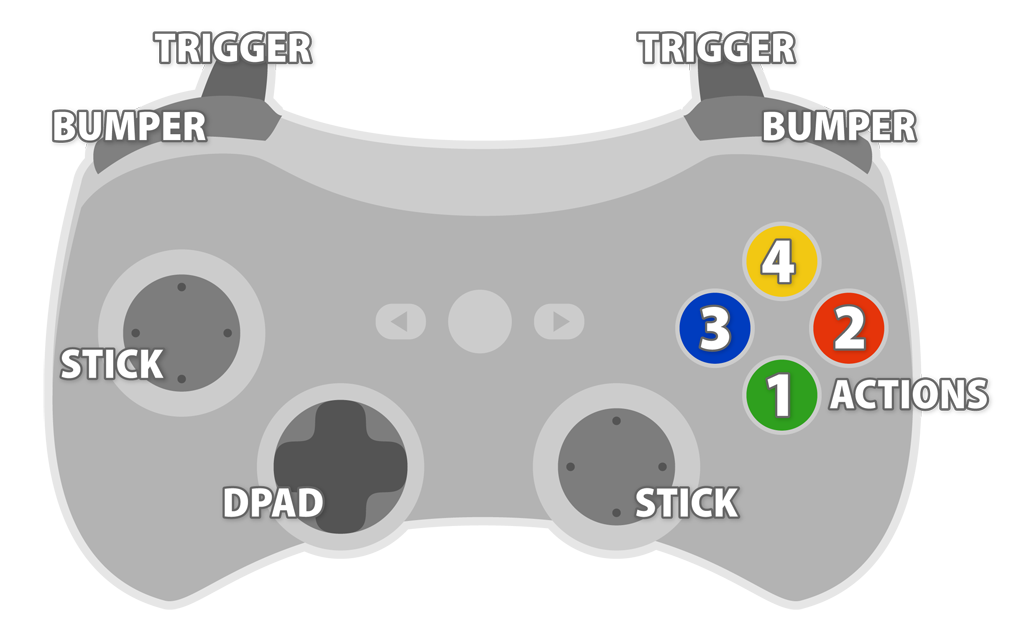 TRIGGER
TRIGGER
BUMPER
BUMPER
4
3
2
STICK
1
ACTIONS
DPAD
STICK